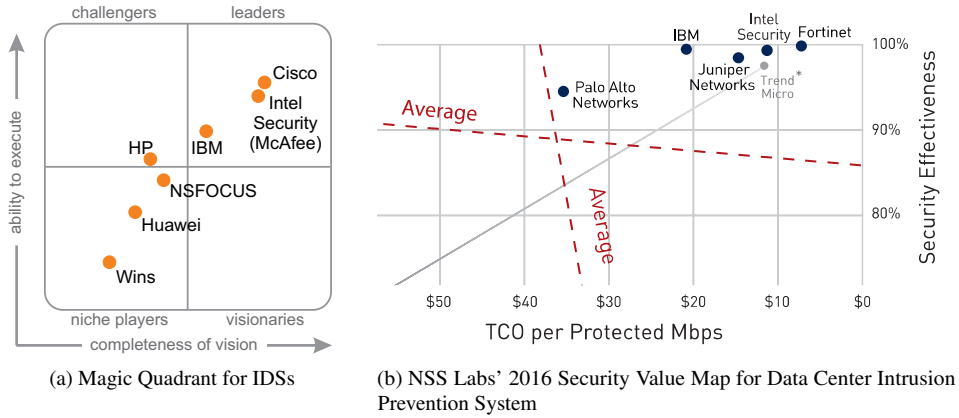 challengers
leaders
ability to execute
Cisco
Intel
Security
(McAfee)
IBM
HP
NSFOCUS
Huawei
Wins
niche players
visionaries
completeness of vision
(a) Magic Quadrant for IDSs
IBM
Intel
Security
Fortinet
Juniper
Networks
Trend *
Micro
Palo Alto
Networks
Average
Average
100%
90%
80%
Security Effectiveness
$50
$40
$30
$20
$10
$0
TCO per Protected Mbps
(b) NSS Labs' 2016 Security Value Map for Data Center Intrusion
Prevention System